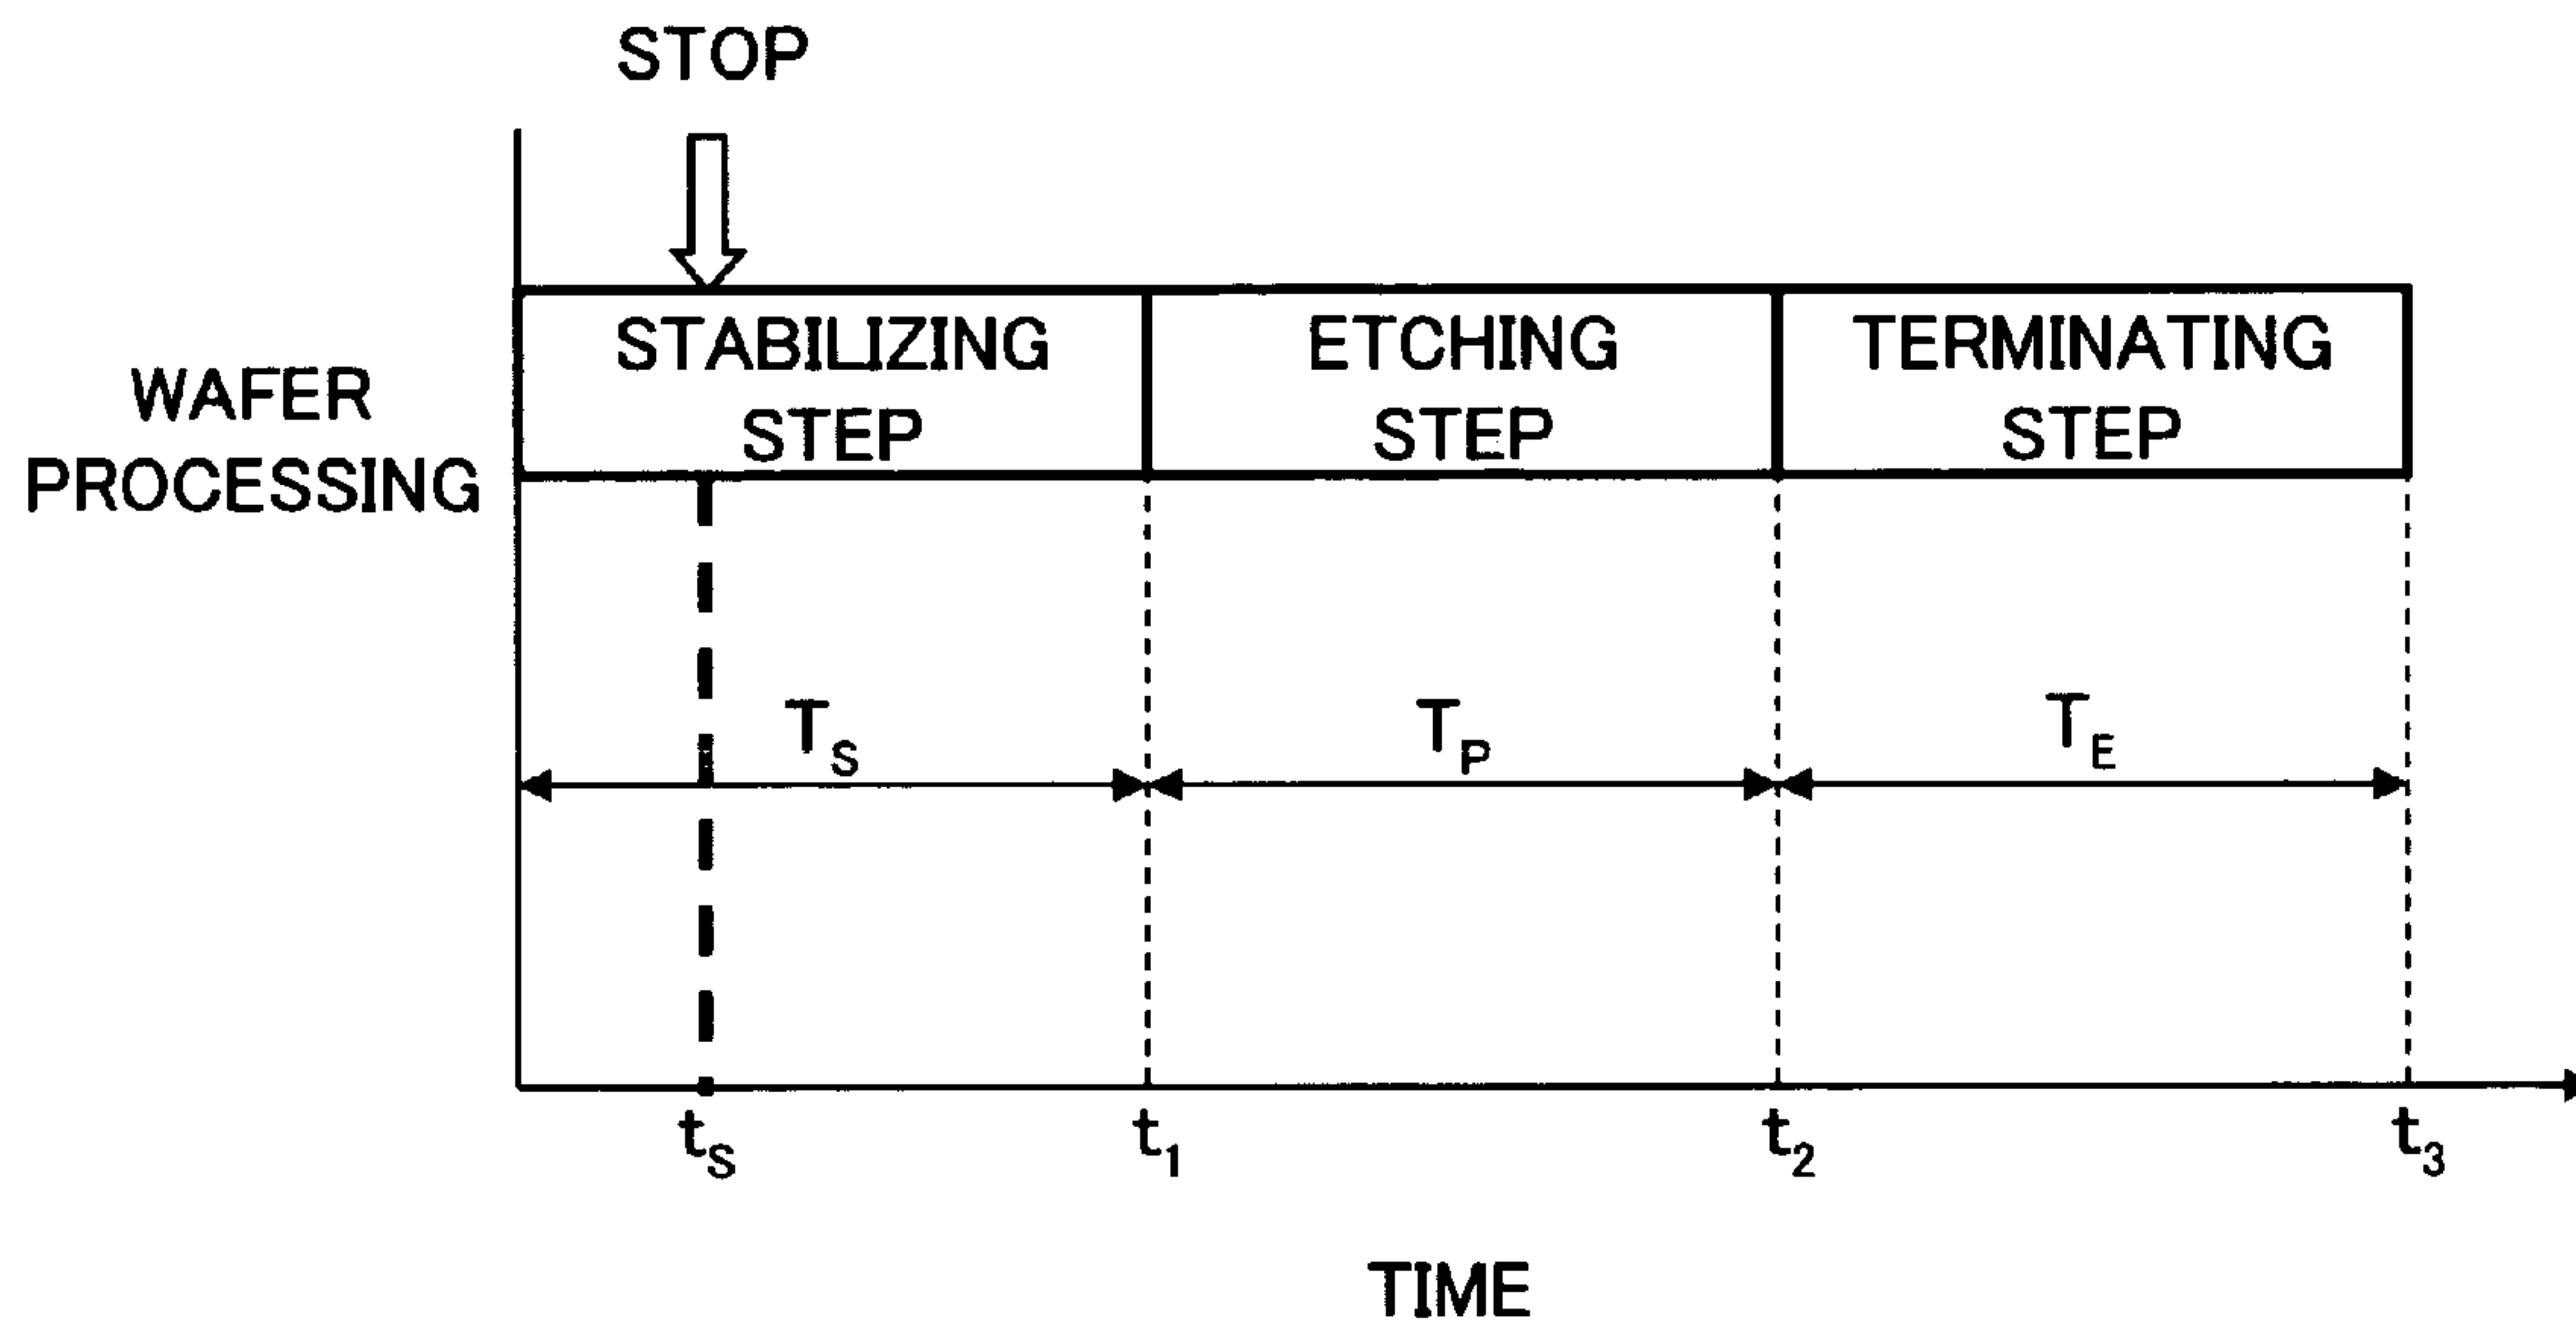 STOP
WAFER
PROCESSING
STABILIZING
STEP
ETCHING
STEP
TERMINATING
STEP
TS
TP
TE
tS
t1
t2
t3
TIME